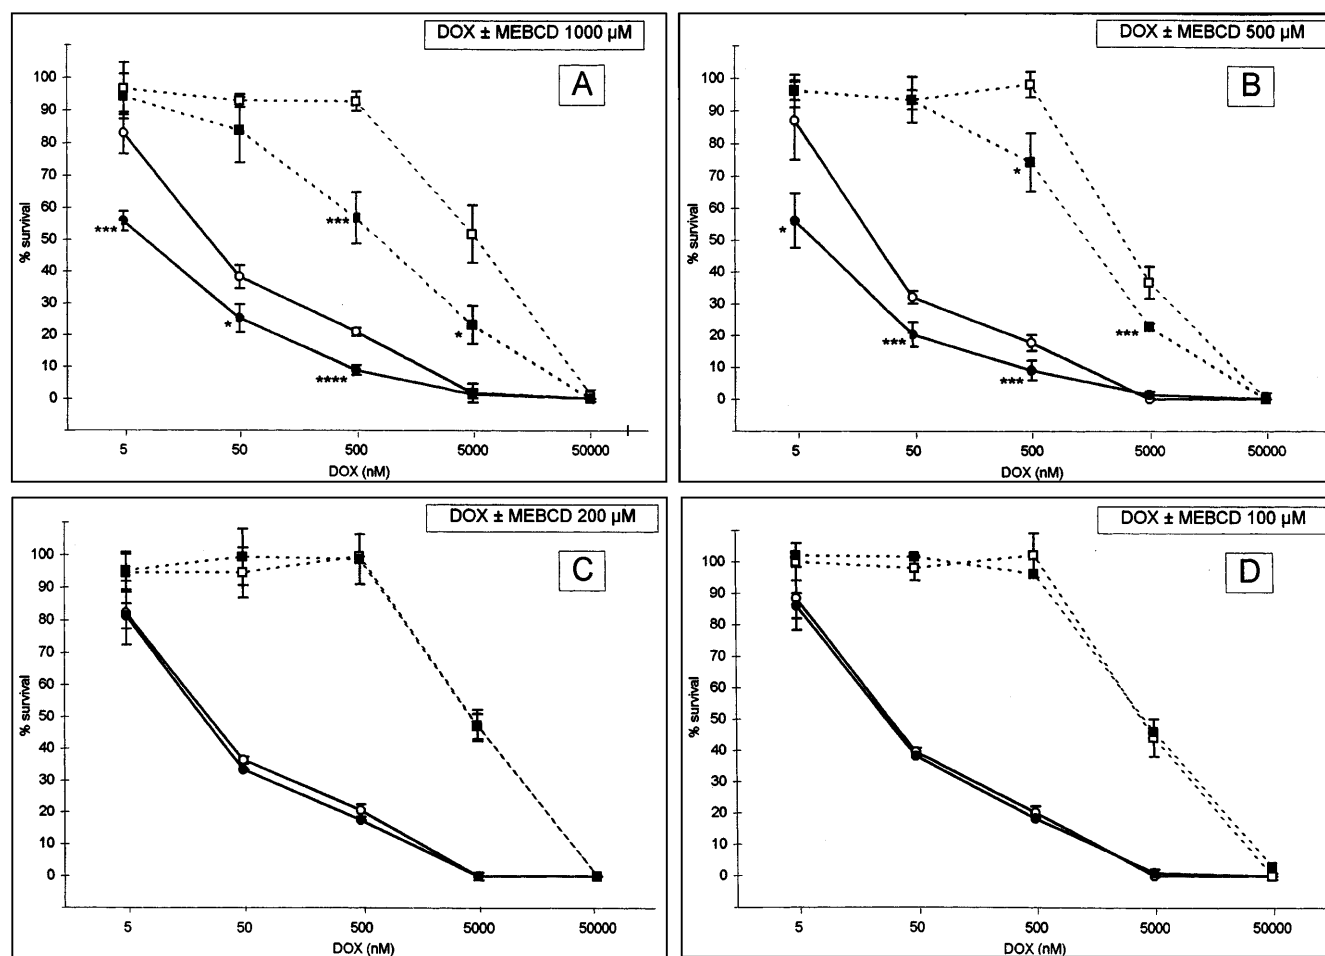 DOX ± MEBCD 1000 µM
A
100
90
80
70
60
50
40
30
20
10
0
% survival
***
*
****
***
*
5 50 500 5000 50000
DOX (nM)
DOX ± MEBCD 500 µM
B
100
90
80
70
60
50
40
30
20
10
0
% survival
*
***
***
*
***
5 50 500 5000 50000
DOX (nM)
DOX ± MEBCD 200 µM
C
100
90
80
70
60
50
40
30
20
10
0
% survival
5 50 500 5000 50000
DOX (nM)
DOX ± MEBCD 100 µM
D
100
90
80
70
60
50
40
30
20
10
0
% survival
5 50 500 5000 50000
DOX (nM)